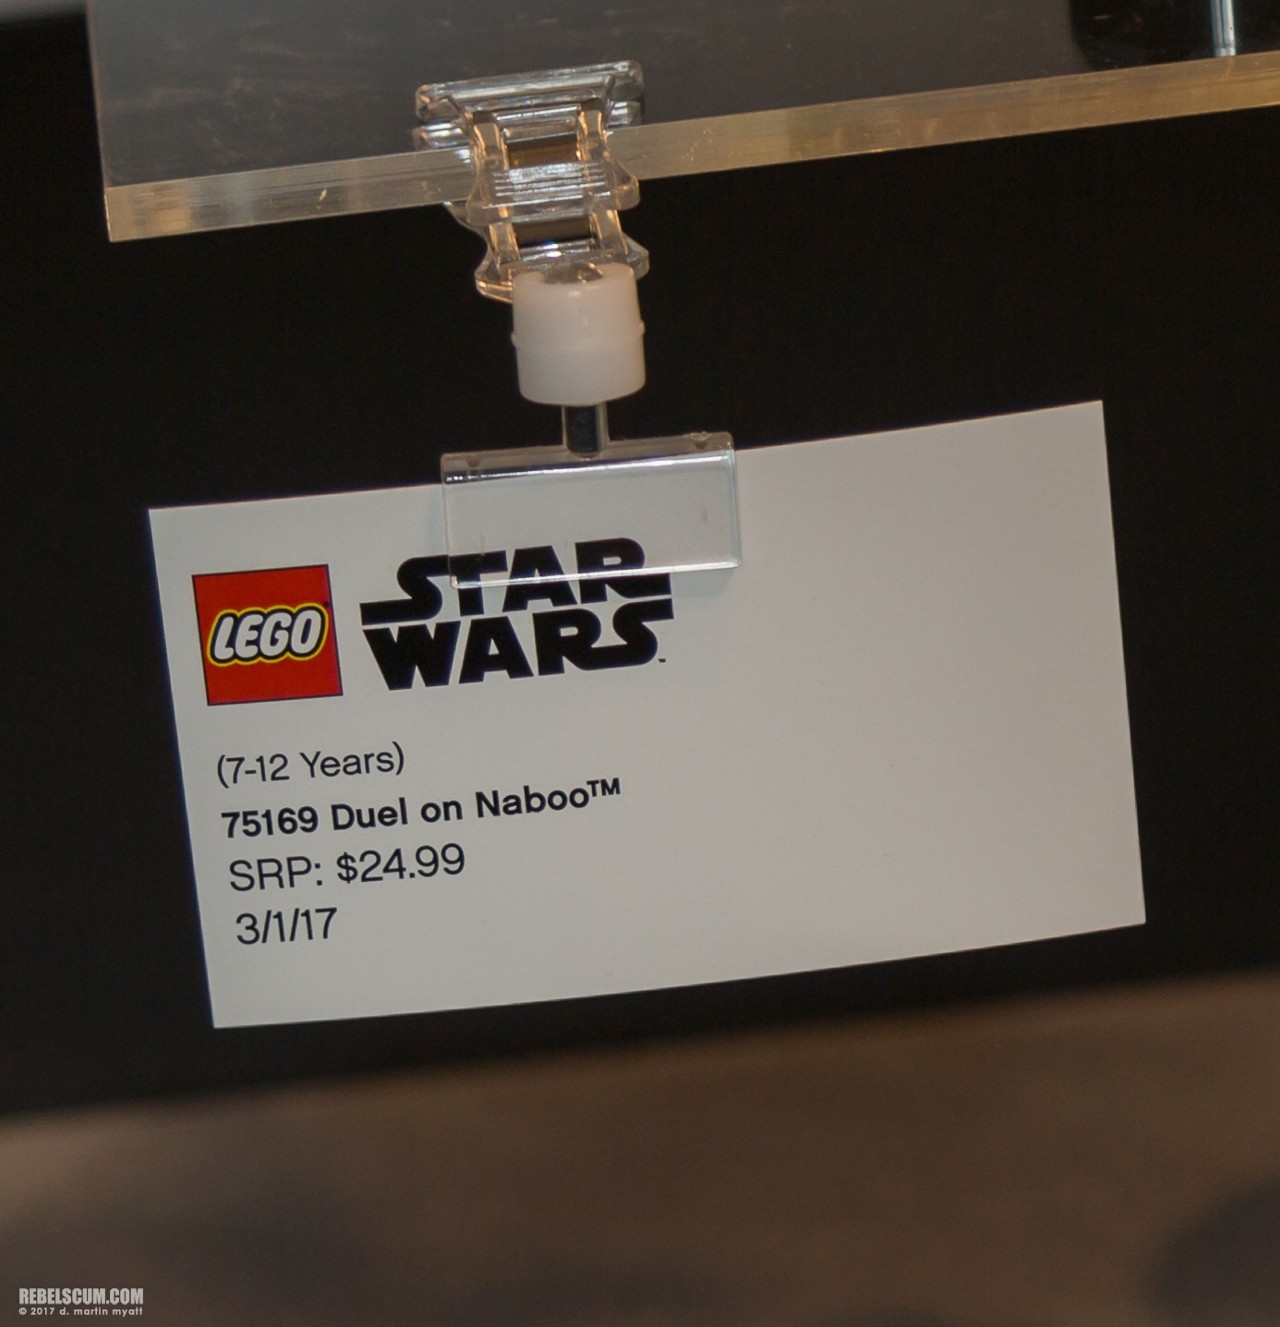 LEGO
STAR
WARS
(7-12 Years)
75169 Duel on Naboo™
SRP: $24.99
3/1/17
REBELSCUM.COM
© 2017 d. martin myatt